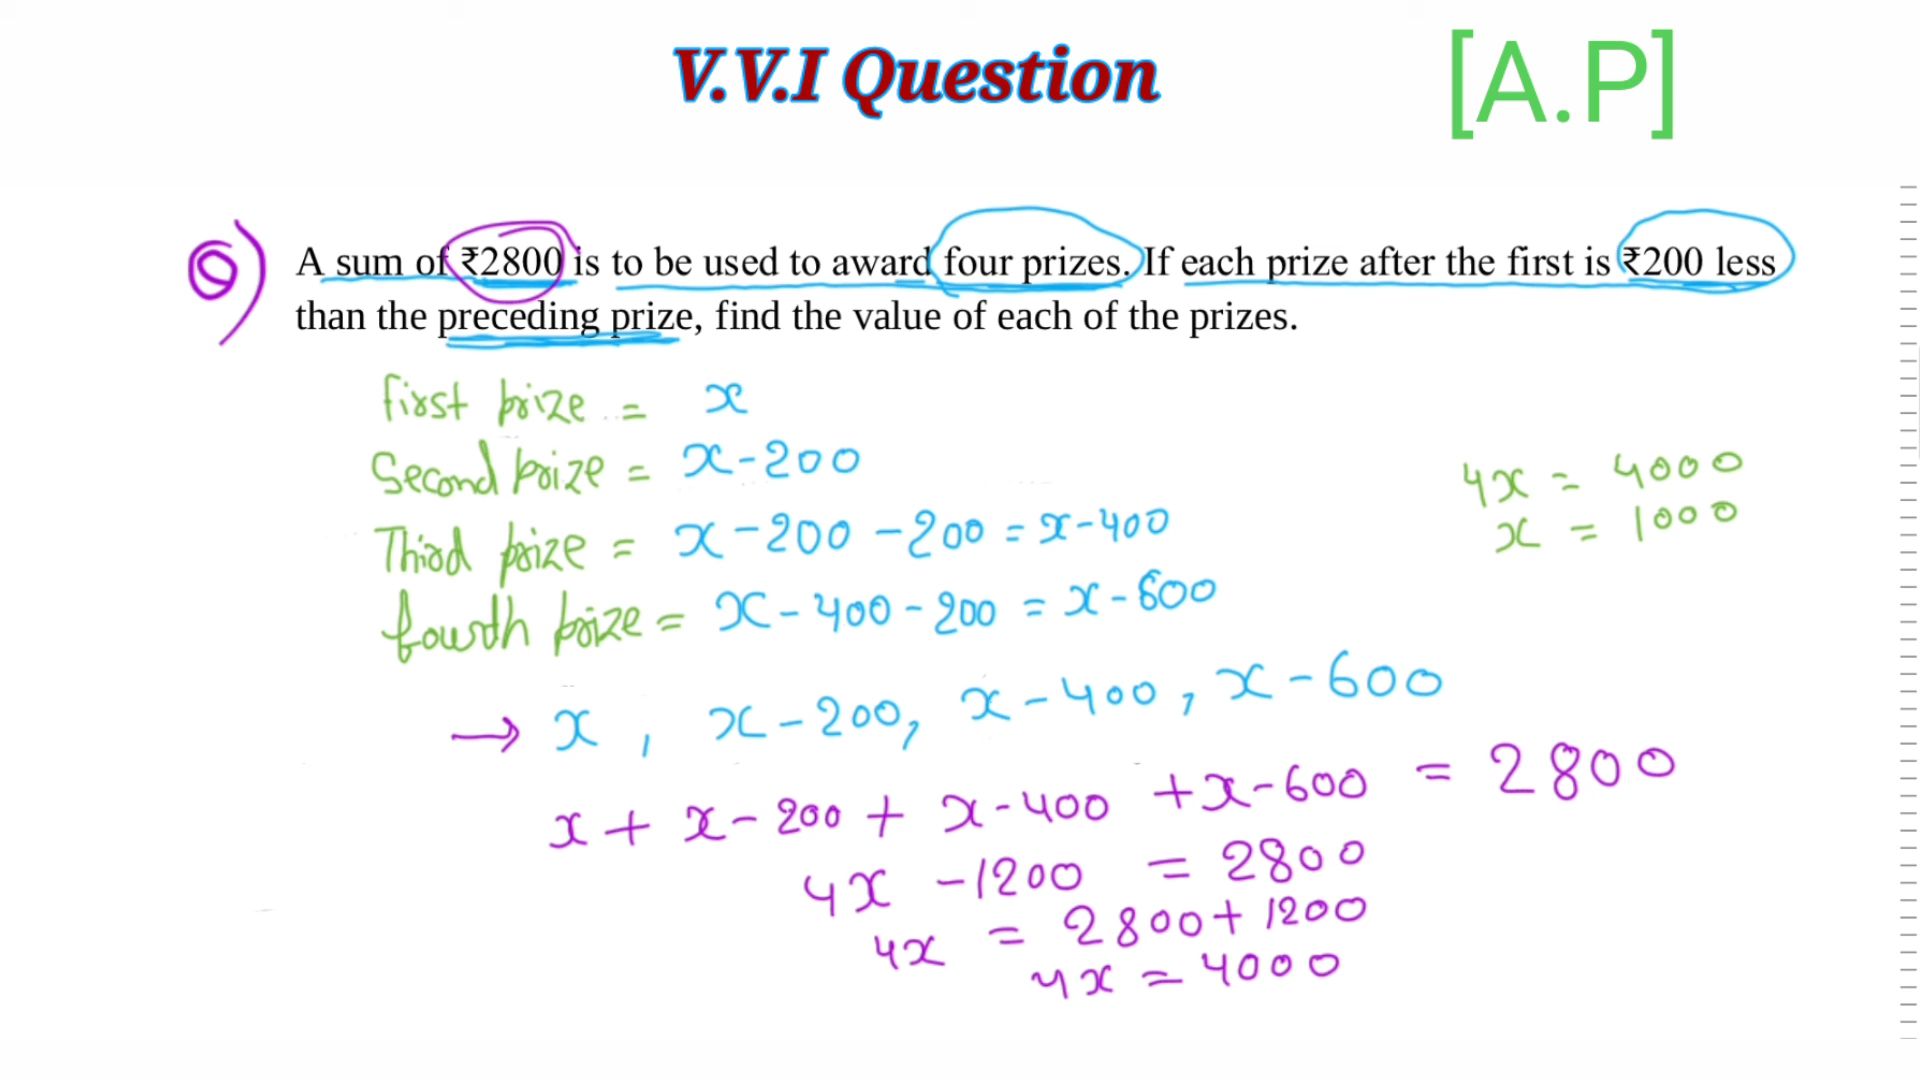 V.V.I Question
[A.P]
Q) A sum of ₹2800 is to be used to award four prizes. If each prize after the first is ₹200 less
than the preceding prize, find the value of each of the prizes.
First prize = x
Second prize = x-200
Third prize = x-200-200 = x-400
fourth prize = x-400-200 = x-600
4x = 4000
x = 1000
→ x, x-200, x-400, x-600
x + x-200 + x-400 + x-600 = 2800
4x -1200 = 2800
4x = 2800+1200
4x = 4000